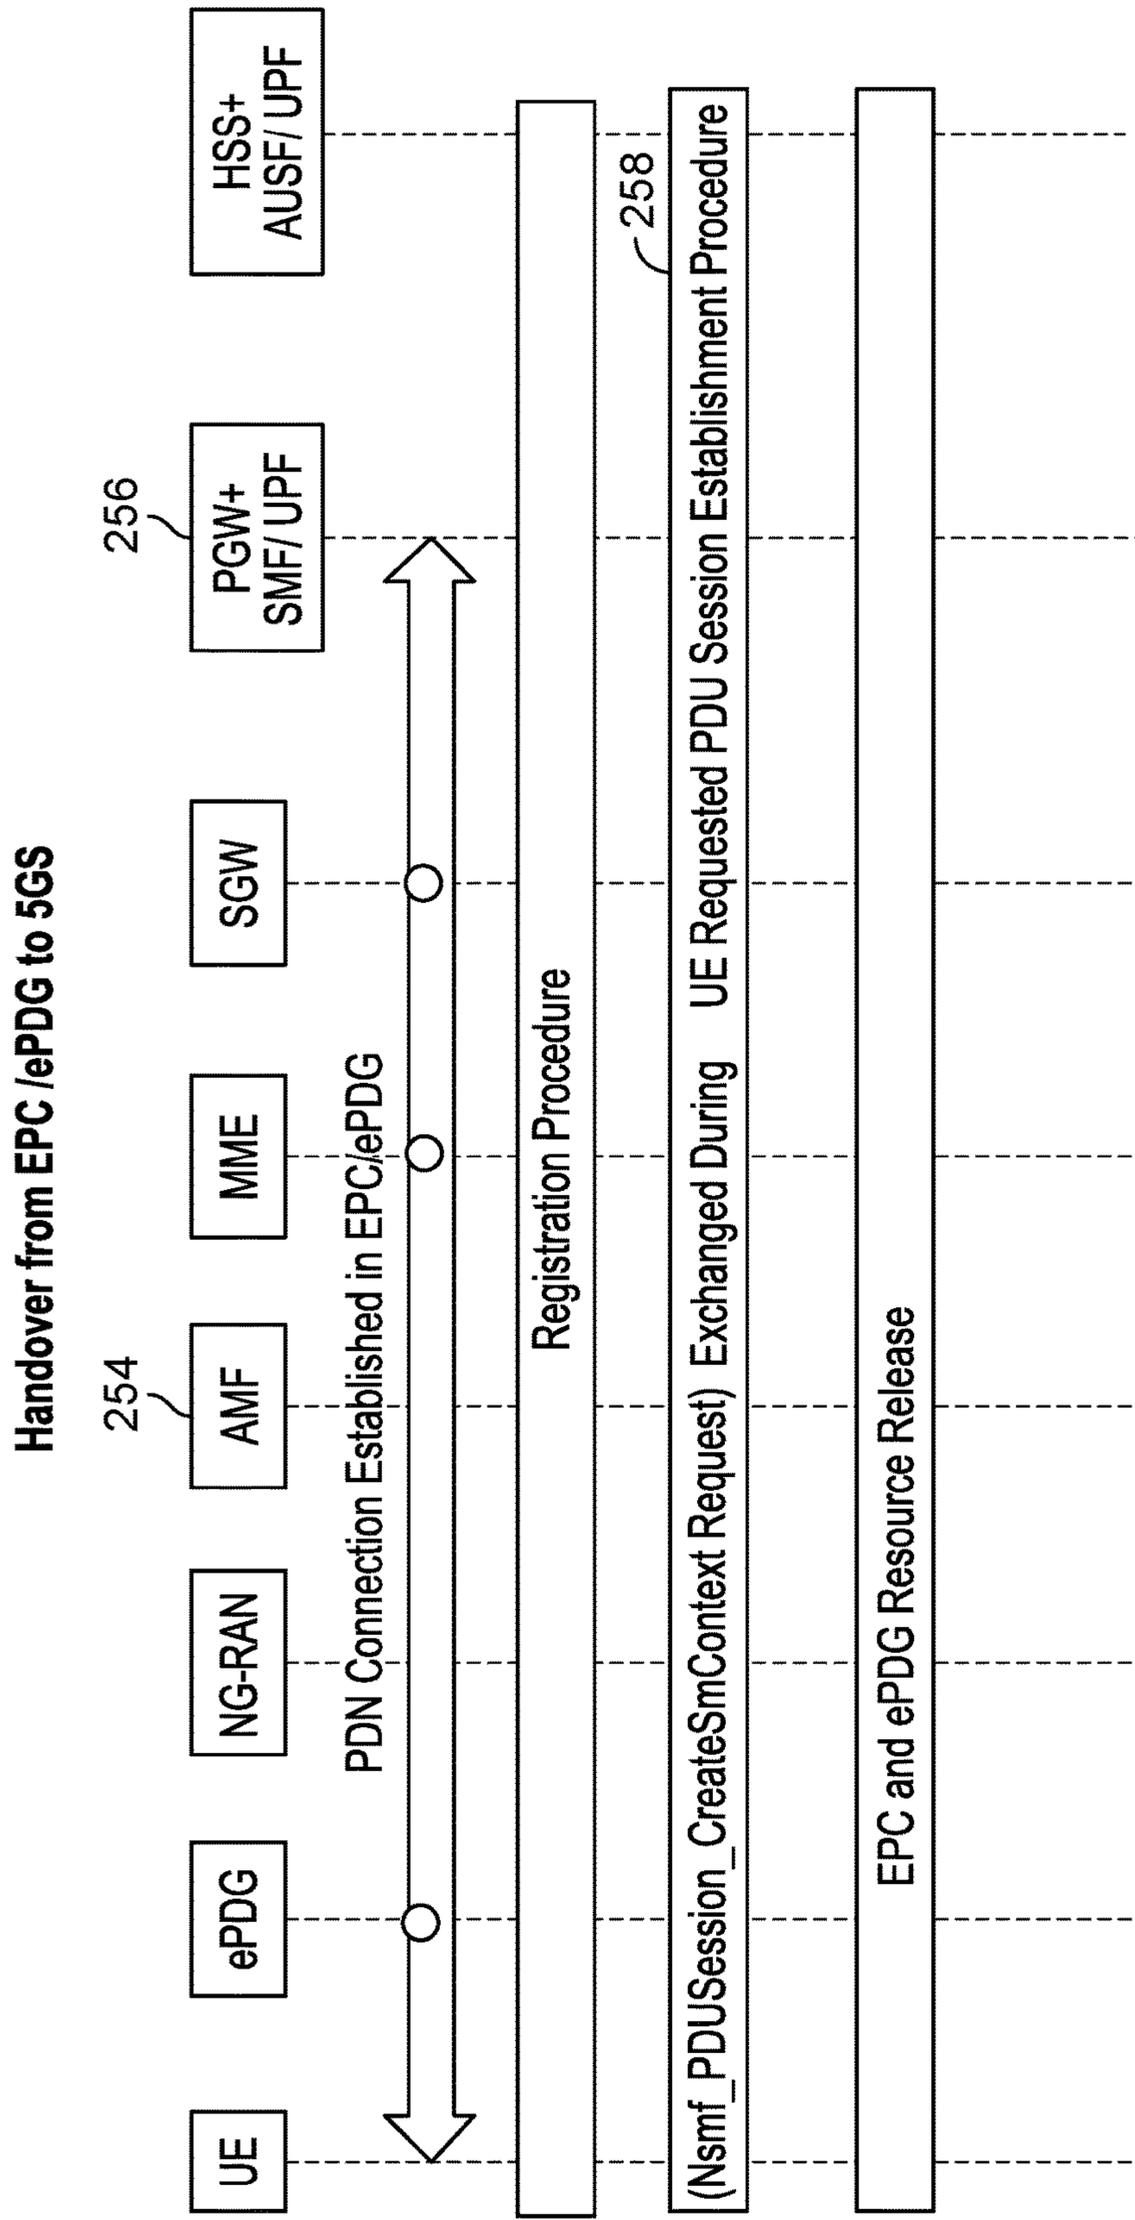 Handover from EPC /ePDG to 5GS
254
256
UE
ePDG
NG-RAN
AMF
MME
SGW
PGW+
SMF/ UPF
HSS+
AUSF/ UPF
PDN Connection Established in EPC/ePDG
Registration Procedure
258
(Nsmf_PDUSession_CreateSmContext Request) Exchanged During UE Requested PDU Session Establishment Procedure
EPC and ePDG Resource Release